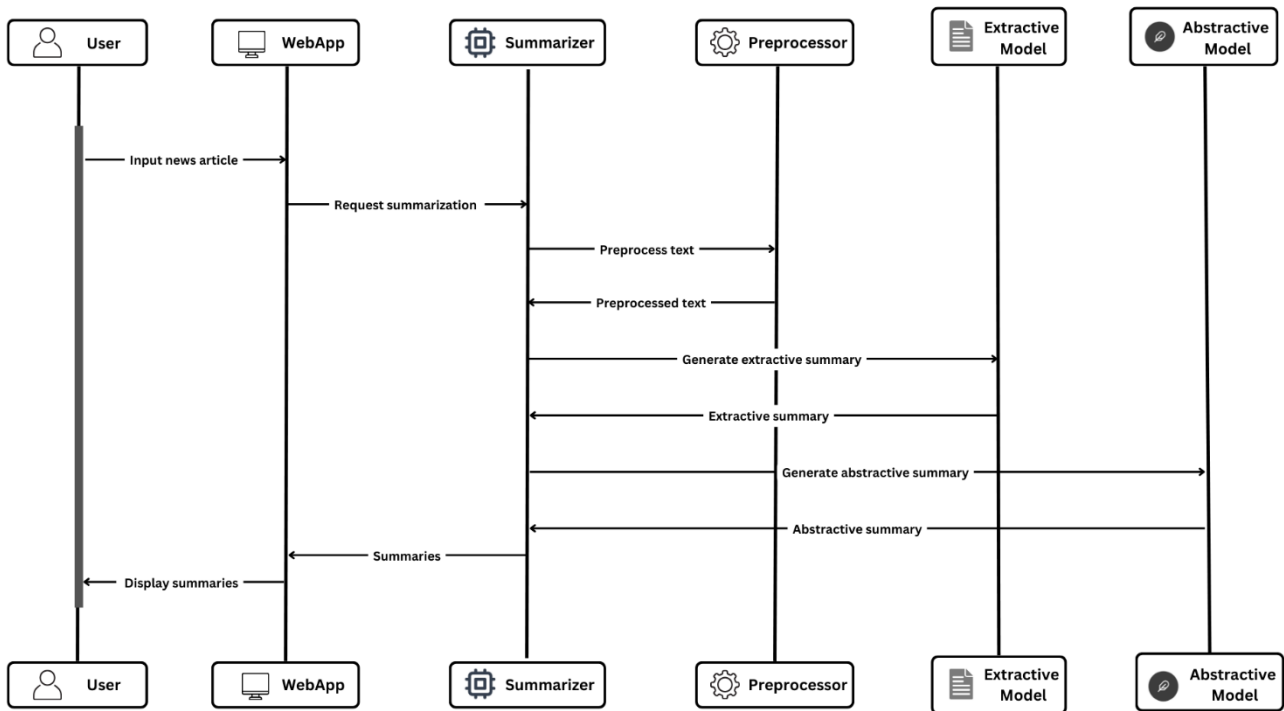 User
WebApp
Summarizer
Preprocessor
Extractive
Model
Abstractive
Model
Input news article
Request summarization
Preprocess text
Preprocessed text
Generate extractive summary
Extractive summary
Generate abstractive summary
Abstractive summary
Summaries
Display summaries
User
WebApp
Summarizer
Preprocessor
Extractive
Model
Abstractive
Model